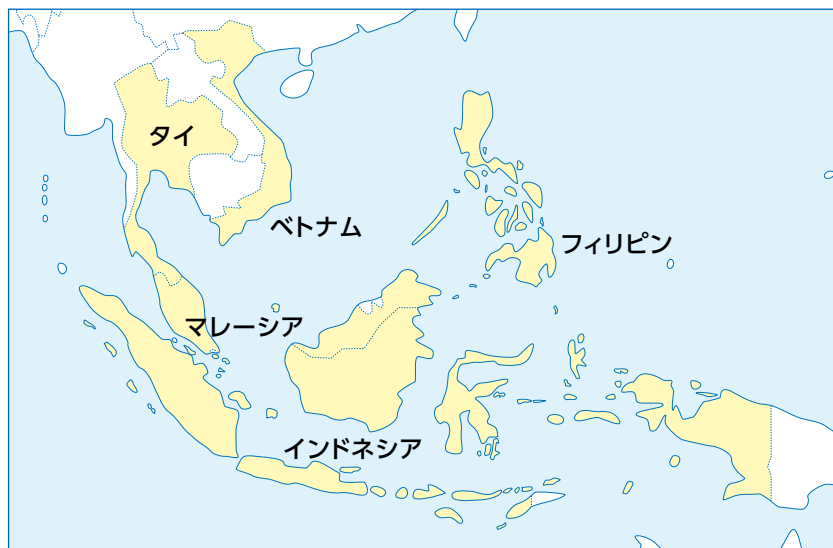 タイ
ベトナム
フィリピン
マレーシア
インドネシア